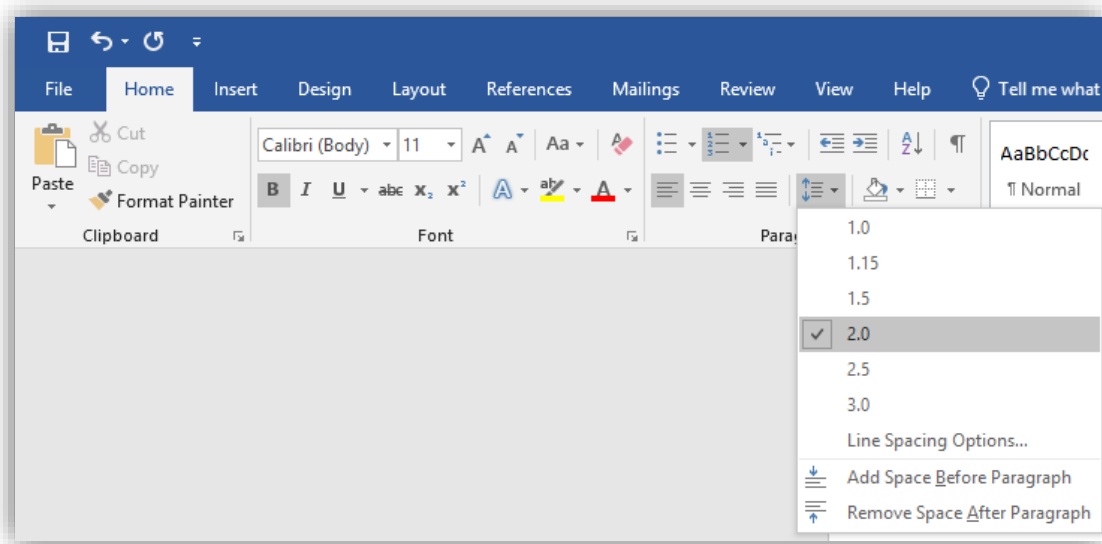 File Home Insert Design Layout References Mailings Review View Help Tell me what
Cut
Calibri (Body) 11 A A Aa
Copy
Paste
Format Painter
B I U abc X₂ X² A aby A
AaBbCcDc
¶ Normal
Clipboard Font Para
1.0
1.15
1.5
2.0
2.5
3.0
Line Spacing Options...
Add Space Before Paragraph
Remove Space After Paragraph